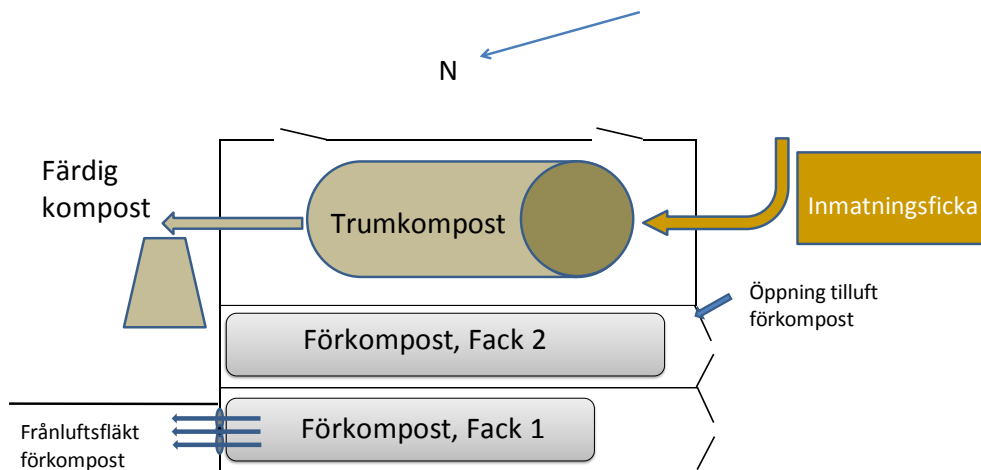 N
Färdig
kompost
Trumkompost
Inmatningsficka
Öppning tilluft
förkompost
Förkompost, Fack 2
Förkompost, Fack 1
Frånluftsfläkt
förkompost